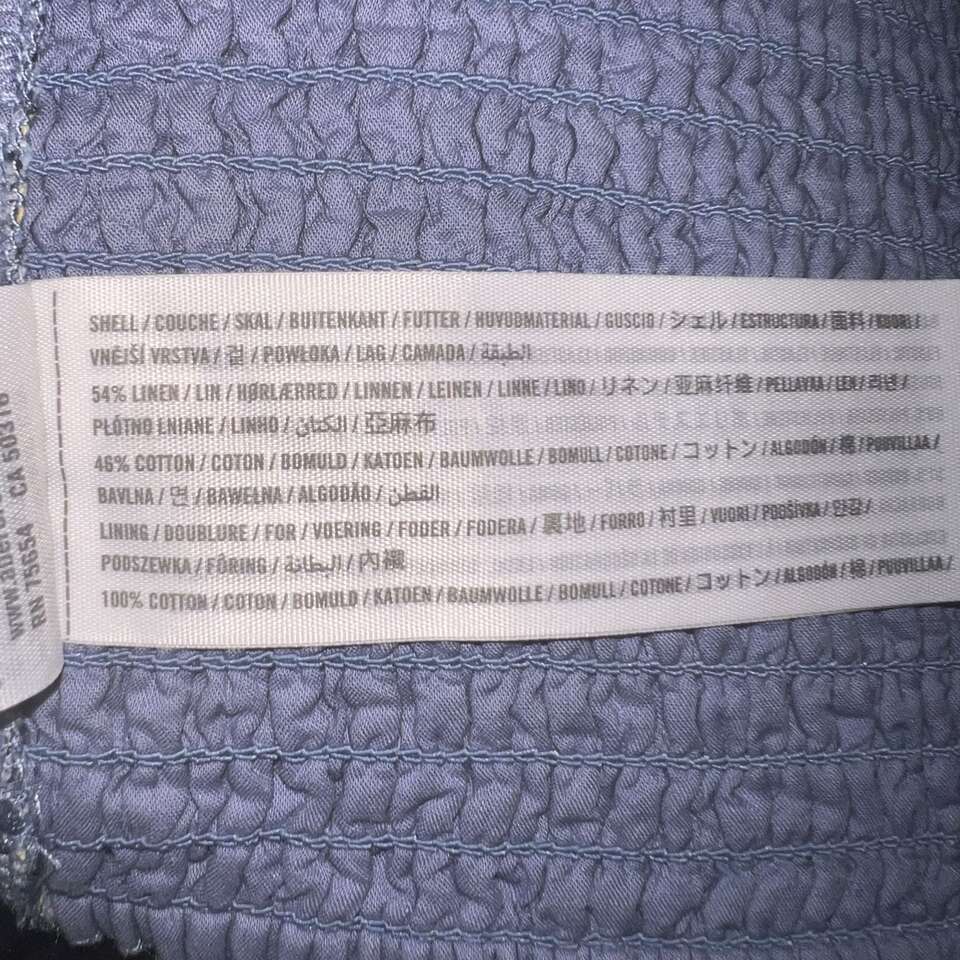 SHELL / COUCHE / SKAL / BUITENKANT / FUTTER / HUVUDMATERIAL / GUSCIO / シェル / ESTRUCTURA / 面料 / KUORI /
VNĚJŠÍ VRSTVA / 겉 / POWŁOKA / LAG / CAMADA / الطبقة
54% LINEN / LIN / HØRLÆRRED / LINNEN / LEINEN / LINNE / LINO / リネン / 亚麻纤维 / PELLAVAA / LEN / 리넨 /
PŁÓTNO LNIANE / LINHO / الكتان / 亞麻布
46% COTTON / COTON / BOMULD / KATOEN / BAUMWOLLE / BOMULL / COTONE / コットン / ALGODÓN / 棉 / PUUVILLAA /
BAVLNA / 면 / BAWEŁNA / ALGODÃO / القطن
LINING / DOUBLURE / FOR / VOERING / FODER / FODERA / 裏地 / FORRO / 衬里 / VUORI / PODŠÍVKA / 안감 /
PODSZEWKA / FÔRING / البطانة / 內襯
100% COTTON / COTON / BOMULD / KATOEN / BAUMWOLLE / BOMULL / COTONE / コットン / ALGODÓN / 棉 / PUUVILLAA /
RN 75654 CA 50316